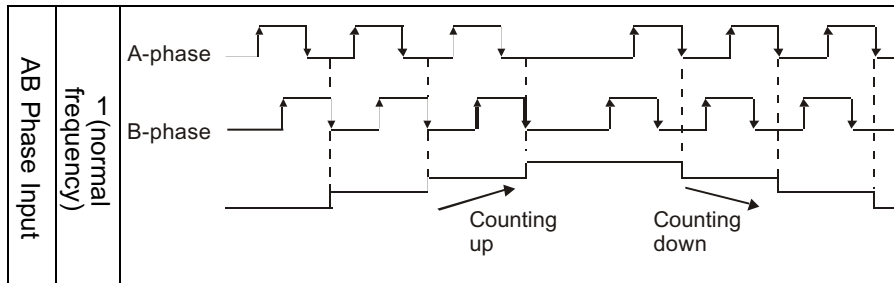 AB Phase Input
1 (normal
frequency)
A-phase
B-phase
Counting
up
Counting
down